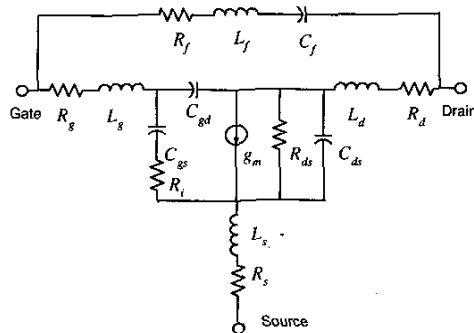 R_f L_f C_f
Gate R_g L_g C_gd L_d R_d Drain
C_gs g_m R_ds C_ds
R_i
L_s
R_s
Source